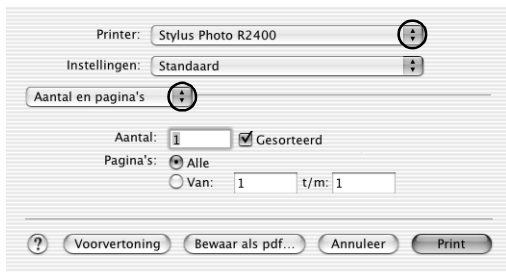 Printer: Stylus Photo R2400
Instellingen: Standaard
Aantal en pagina's
Aantal: 1 Gesorteerd
Pagina's: Alle
Van: 1 t/m: 1
? Voorvertoning Bewaar als pdf... Annuleer Print